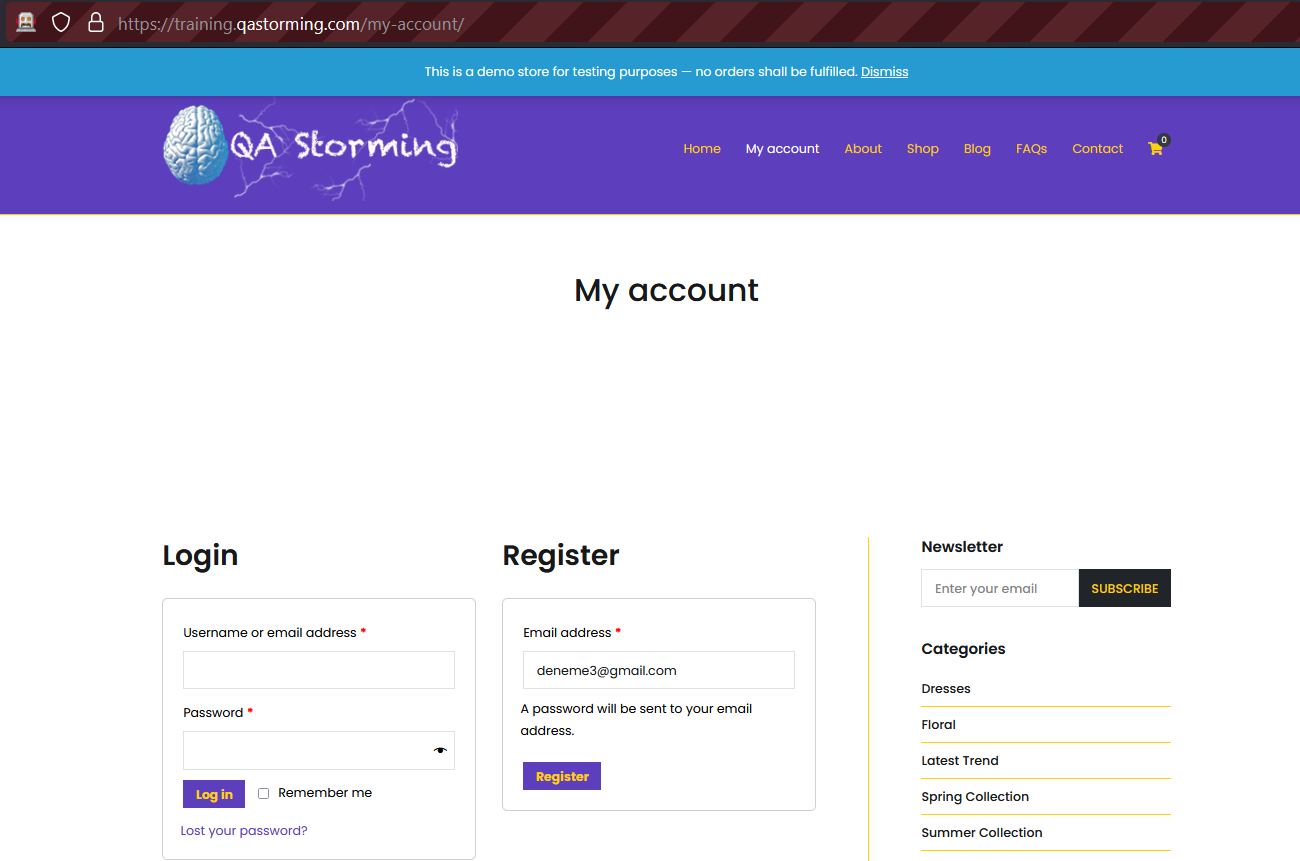 https://training.qastorming.com/my-account/
This is a demo store for testing purposes — no orders shall be fulfilled. Dismiss
QA Storming
Home My account About Shop Blog FAQs Contact 0
My account
Login
Username or email address *
Password *
Log in Remember me
Lost your password?
Register
Email address *
deneme3@gmail.com
A password will be sent to your email
address.
Register
Newsletter
Enter your email SUBSCRIBE
Categories
Dresses
Floral
Latest Trend
Spring Collection
Summer Collection